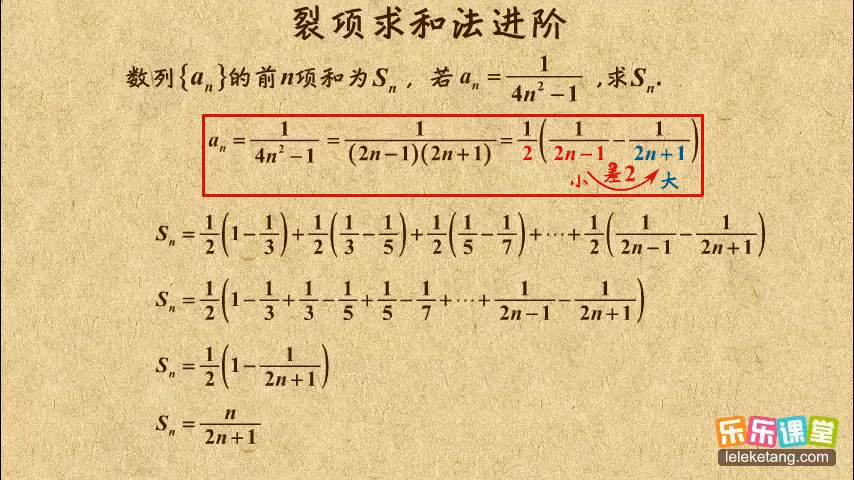 裂项求和法进阶
数列{aₙ}的前n项和为Sₙ，若 aₙ = 1/(4n² − 1) ,求Sₙ.
aₙ = 1/(4n² − 1) = 1/((2n−1)(2n+1)) = 1/2(1/(2n−1) − 1/(2n+1))
小 差2 大
Sₙ = 1/2(1 − 1/3) + 1/2(1/3 − 1/5) + 1/2(1/5 − 1/7) + ⋯ + 1/2(1/(2n−1) − 1/(2n+1))
Sₙ = 1/2(1 − 1/3 + 1/3 − 1/5 + 1/5 − 1/7 + ⋯ + 1/(2n−1) − 1/(2n+1))
Sₙ = 1/2(1 − 1/(2n+1))
Sₙ = n/(2n+1)
乐乐课堂
leleketang.com